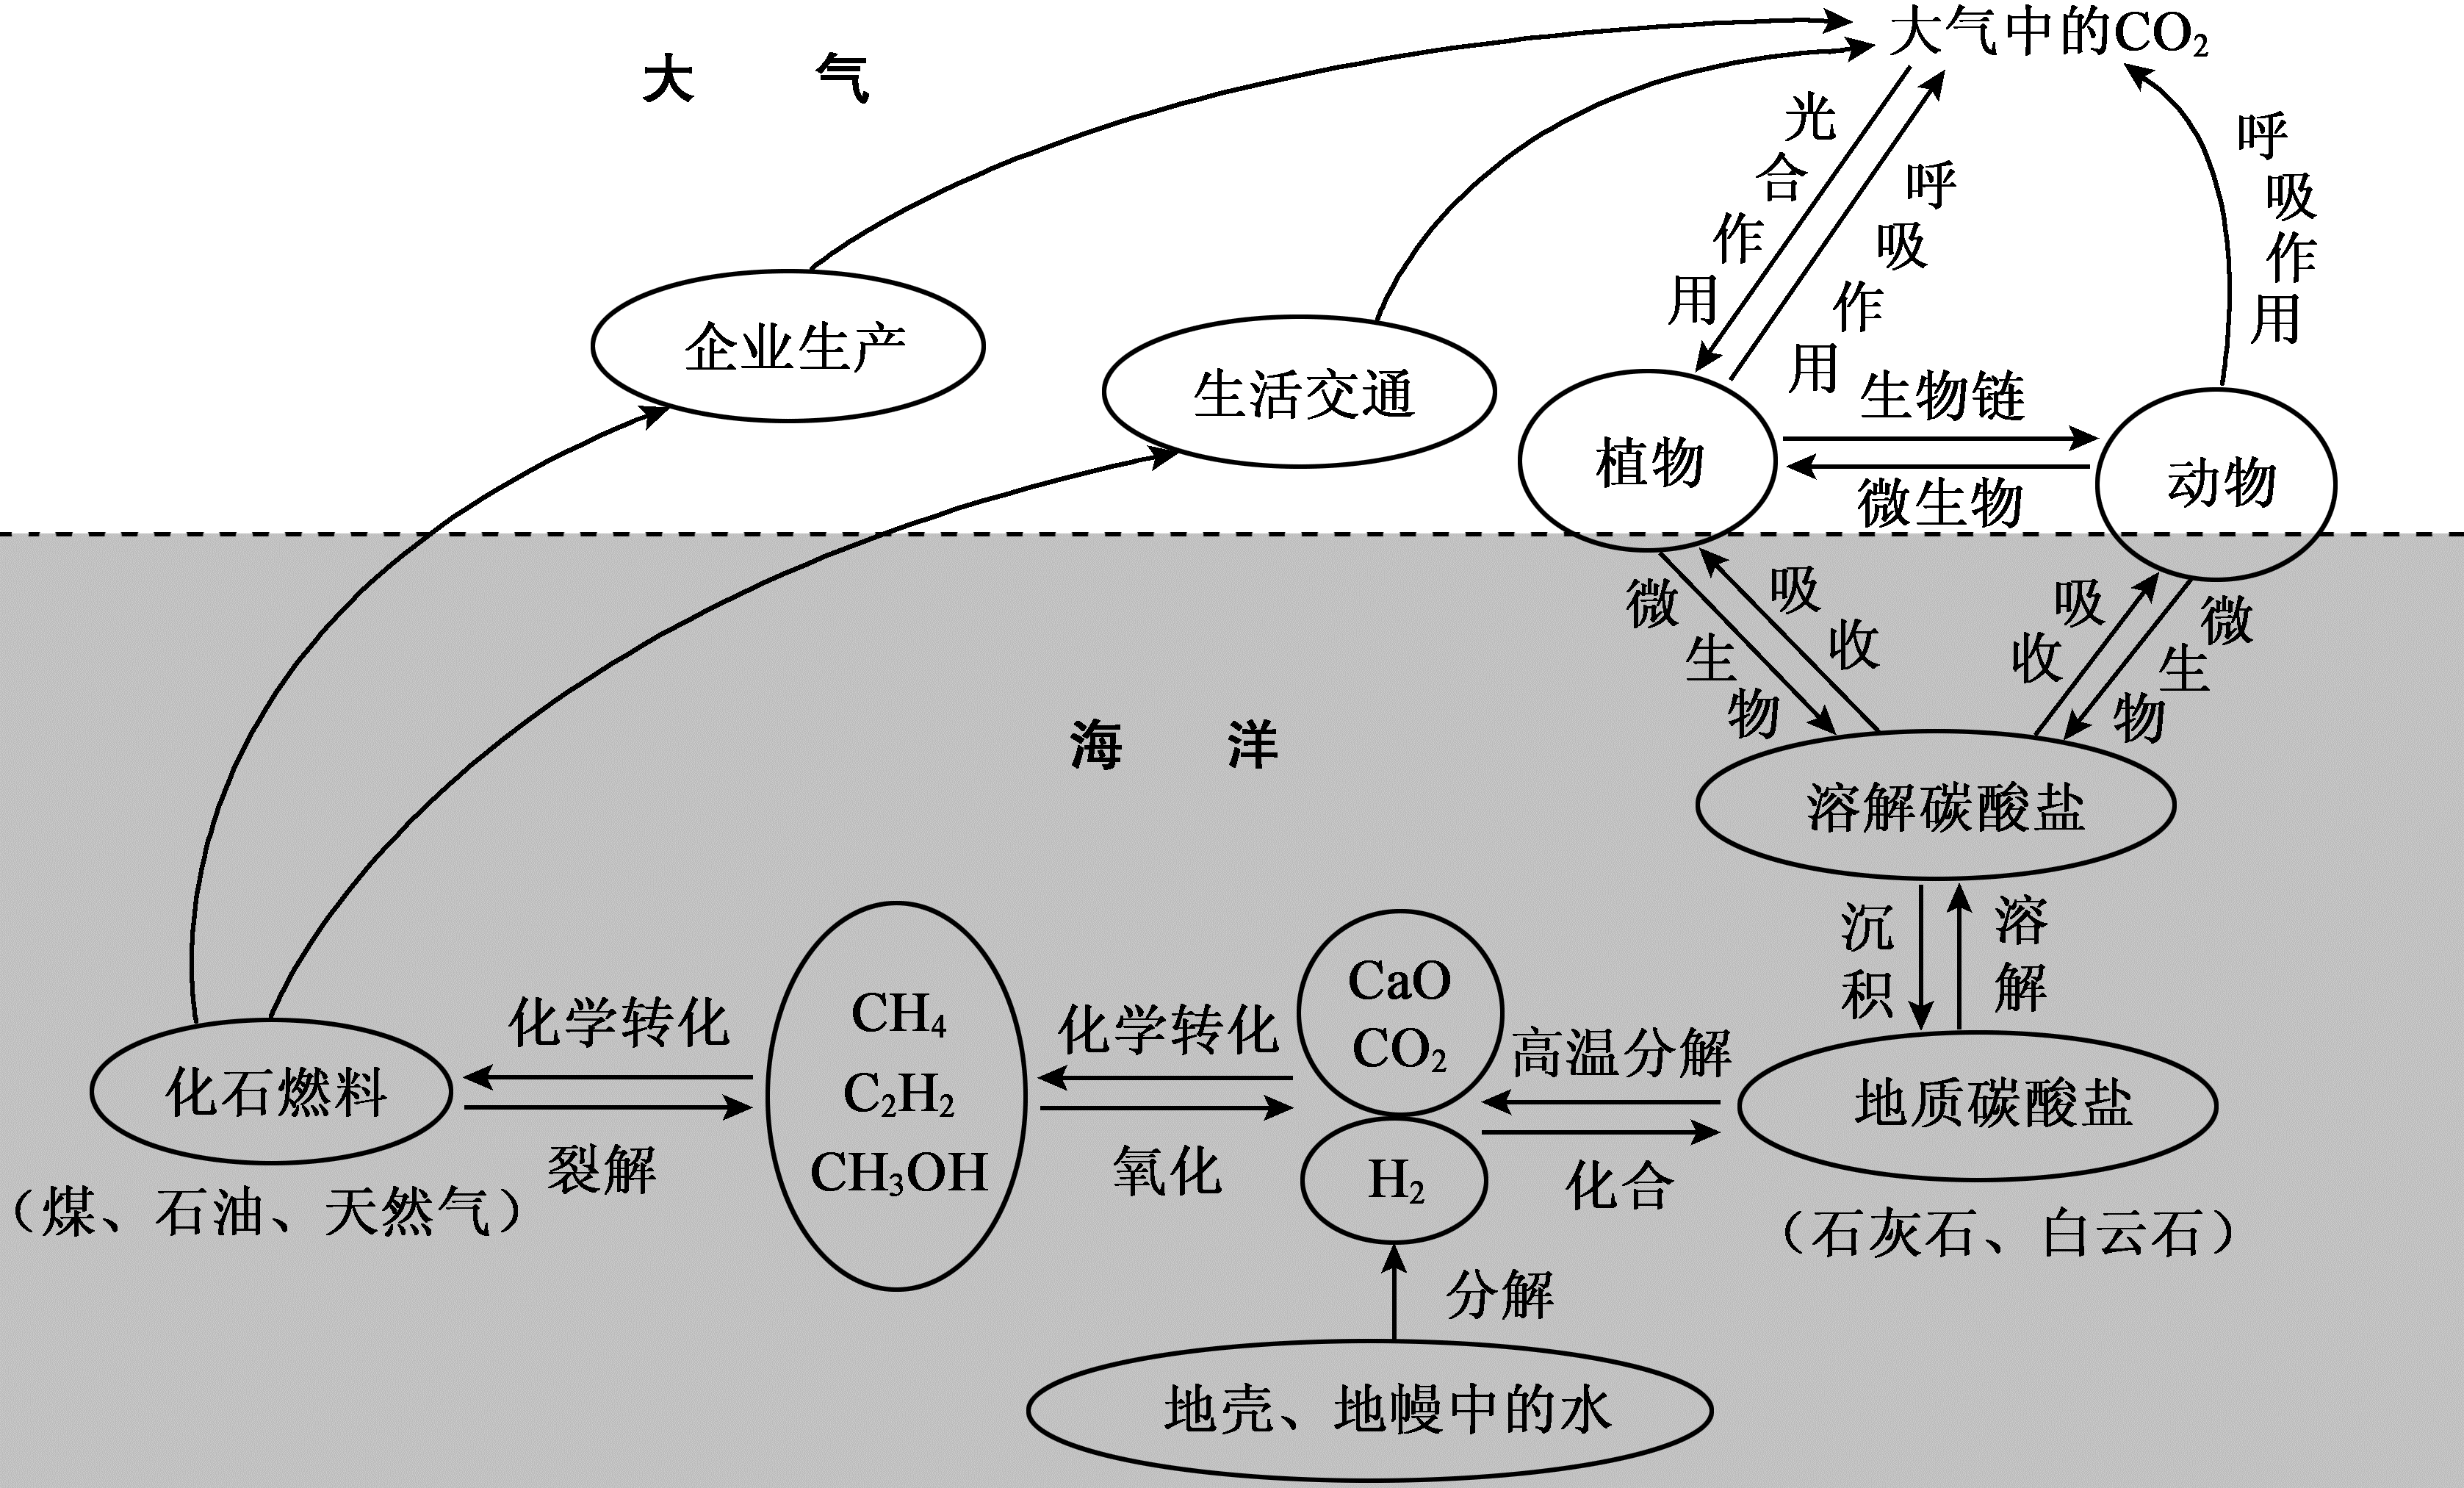 大气中的CO₂
大 气
光合作用
呼吸作用
呼吸作用
企业生产
生活交通
生物链
植物
动物
微生物
微生物
吸收
吸收
微生物
海 洋
溶解碳酸盐
沉积
溶解
CaO
CO₂
CH₄
C₂H₂
CH₃OH
化学转化
化学转化
高温分解
化石燃料
地质碳酸盐
裂解
氧化
H₂
化合
（煤、石油、天然气）
（石灰石、白云石）
分解
地壳、地幔中的水